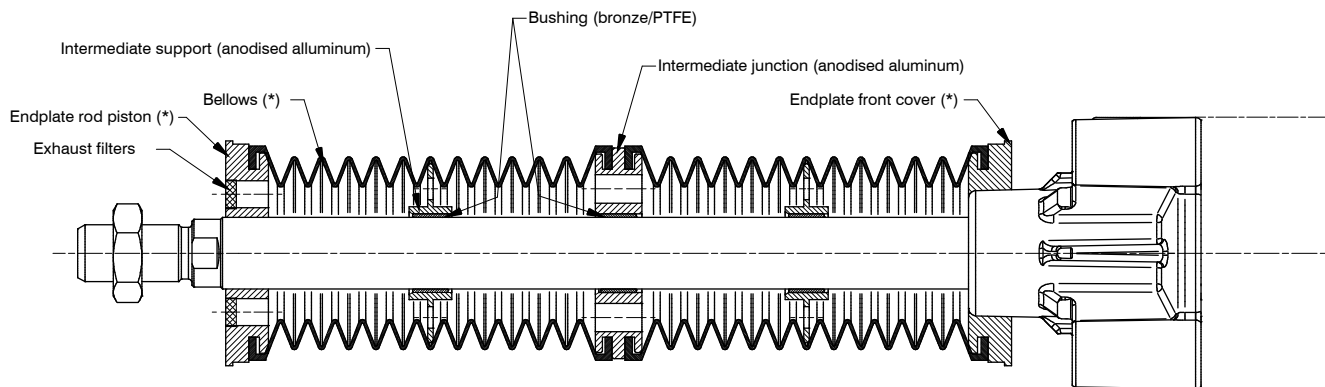 Bushing (bronze/PTFE)
Intermediate support (anodised alluminum)
Intermediate junction (anodised aluminum)
Bellows (*)
Endplate front cover (*)
Endplate rod piston (*)
Exhaust filters